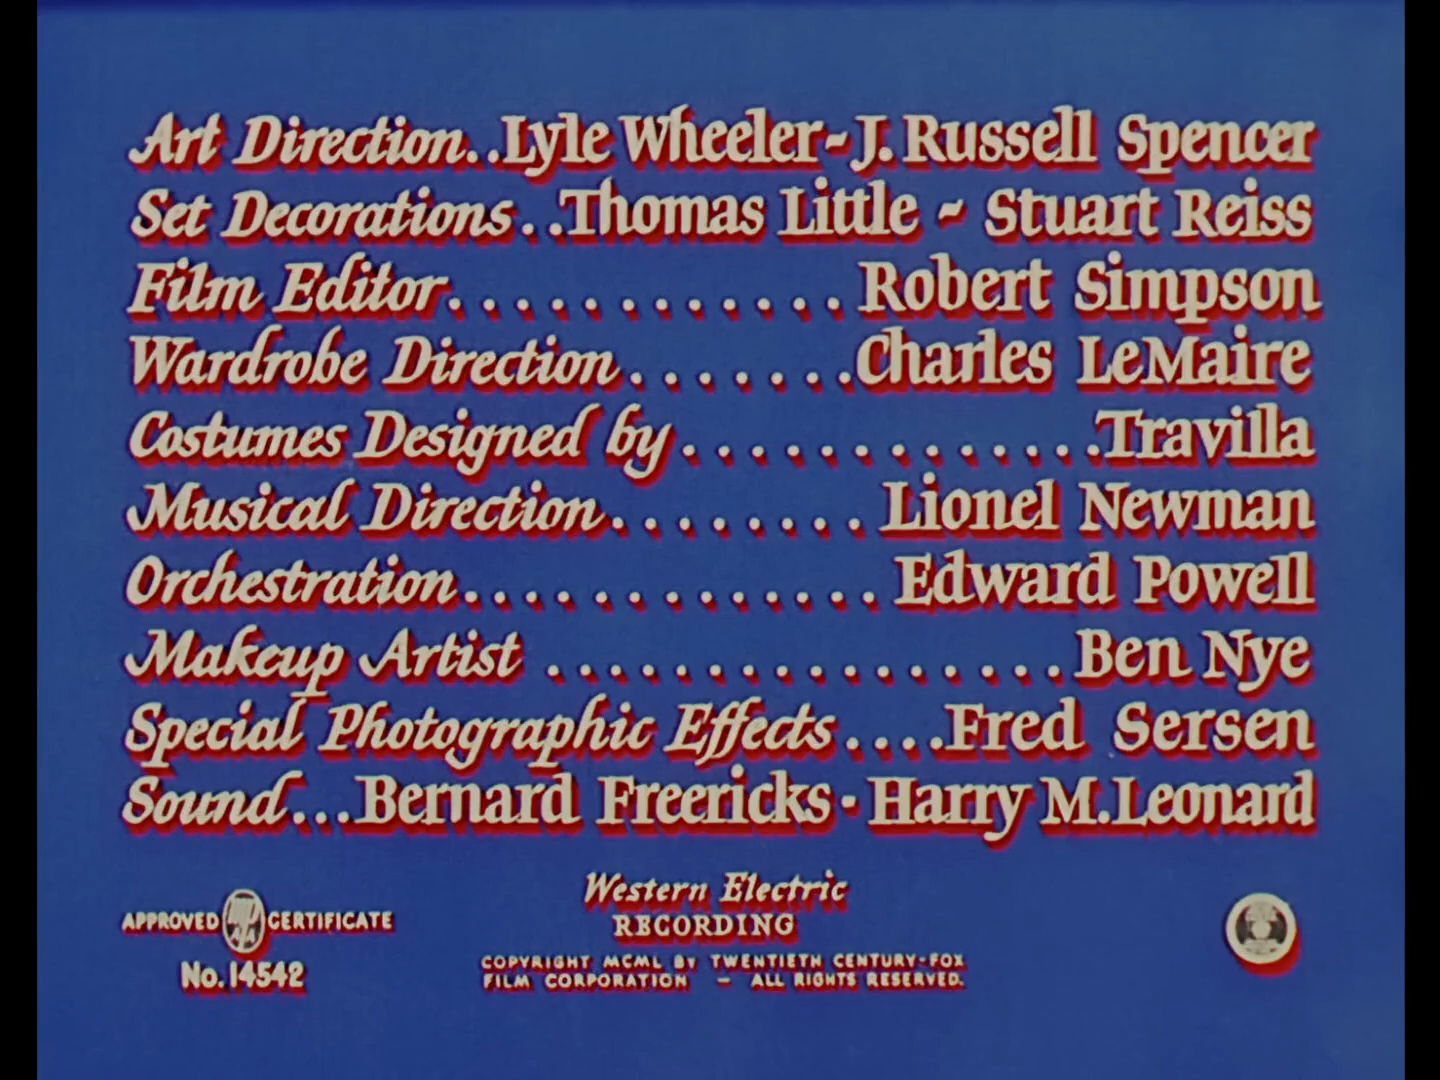 Art Direction..Lyle Wheeler-J. Russell Spencer
Set Decorations..Thomas Little - Stuart Reiss
Film Editor............Robert Simpson
Wardrobe Direction.......Charles LeMaire
Costumes Designed by.............Travilla
Musical Direction........Lionel Newman
Orchestration.............Edward Powell
Makeup Artist ................Ben Nye
Special Photographic Effects....Fred Sersen
Sound...Bernard Freericks · Harry M. Leonard
Western Electric
RECORDING
APPROVED CERTIFICATE
No. 14542
COPYRIGHT MCML BY TWENTIETH CENTURY-FOX
FILM CORPORATION — ALL RIGHTS RESERVED.